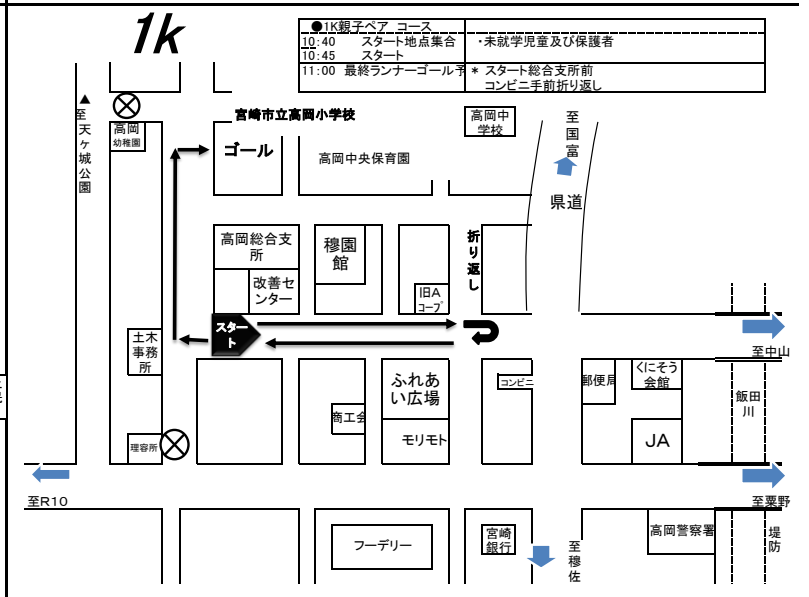 1k
●1K親子ペア コース
10:40 スタート地点集合 ・未就学児童及び保護者
10:45 スタート
11:00 最終ランナーゴール予 * スタート総合支所前
コンビニ手前折り返し
▲至天ヶ城公園
高岡
幼稚園
宮崎市立高岡小学校
ゴール
高岡中央保育園
高岡中
学校
至国富
県道
高岡総合支
所
改善セ
ンター
穆園
館
旧A
コープ
折り返し
スター
ト
土木
事務
所
至中山
ふれあ
い広場
商工会
モリモト
コンビニ
郵便局
くにそう
会館
JA
飯田
川
理容所
至R10
至粟野
フーデリー
宮崎
銀行
至穆佐
高岡警察署
堤防